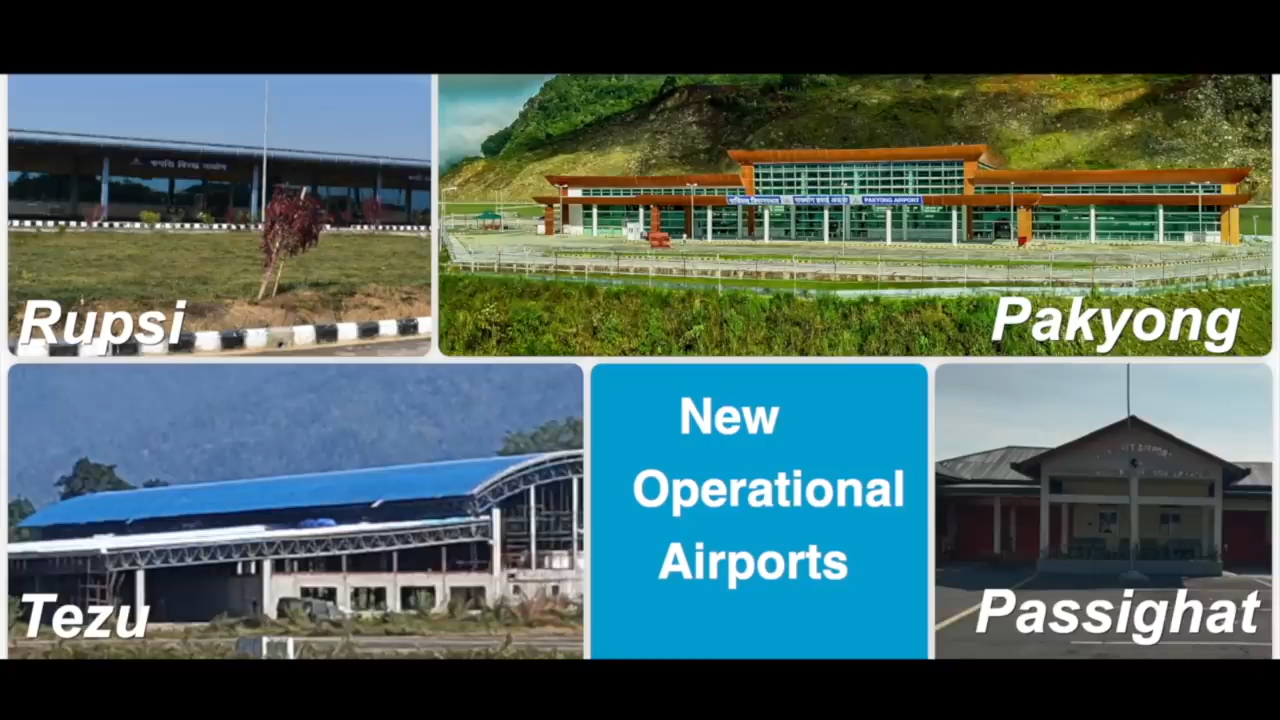 Rupsi
PAKYONG AIRPORT
Pakyong
Tezu
New
Operational
Airports
Passighat